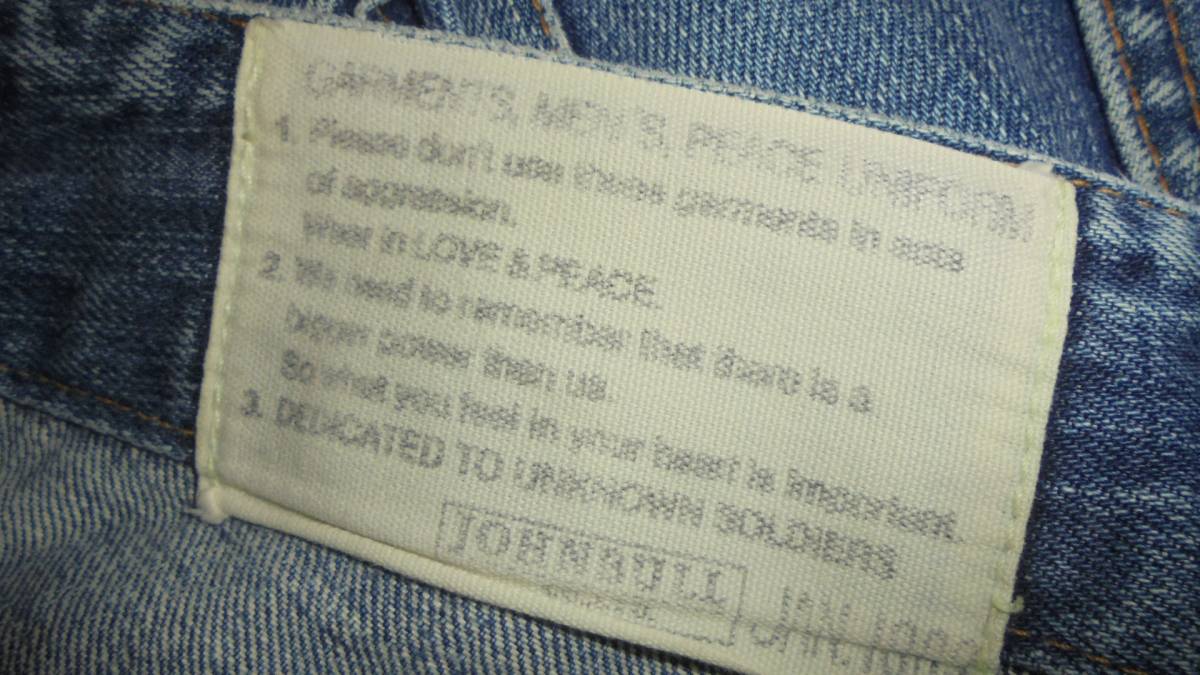 GARMENTS, MEN'S, PEACE UNIFORM
1. Please don't use these garments in acts
of aggression.
Wear in LOVE & PEACE.
2. We need to remember that there is a
bigger power than us.
So what you feel in your heart is important.
3. DEDICATED TO UNKNOWN SOLDIERS
JOHNBULL